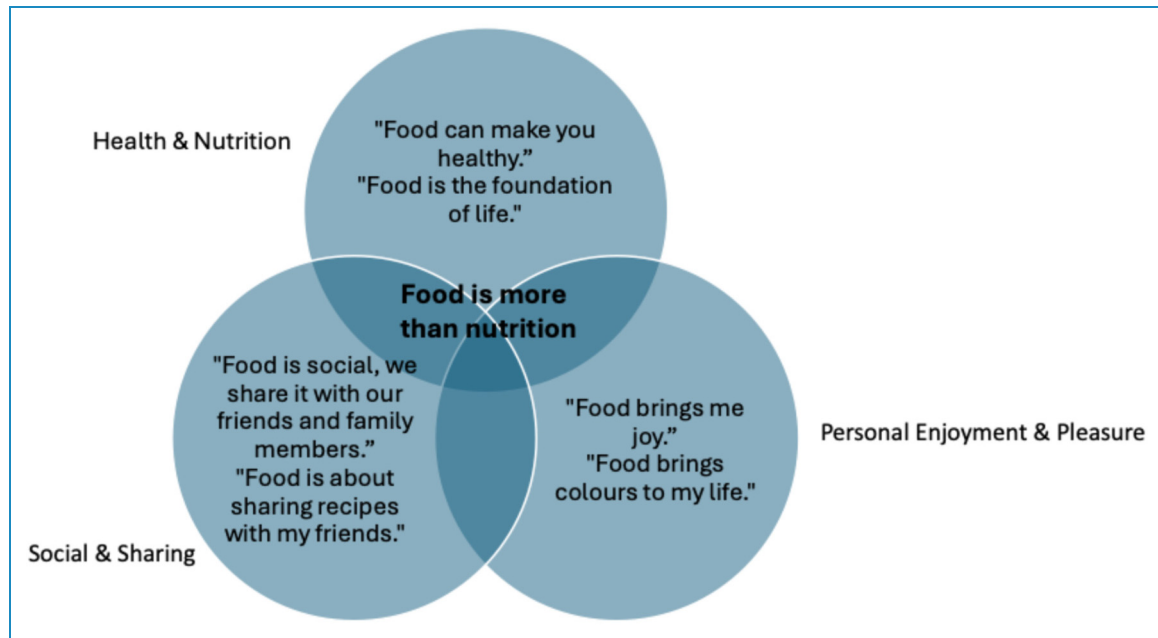 Health & Nutrition
"Food can make you
healthy.”
"Food is the foundation
of life."
Food is more
than nutrition
"Food is social, we
share it with our
friends and family
members.”
"Food is about
sharing recipes
with my friends."
Social & Sharing
"Food brings me
joy.”
"Food brings
colours to my life."
Personal Enjoyment & Pleasure